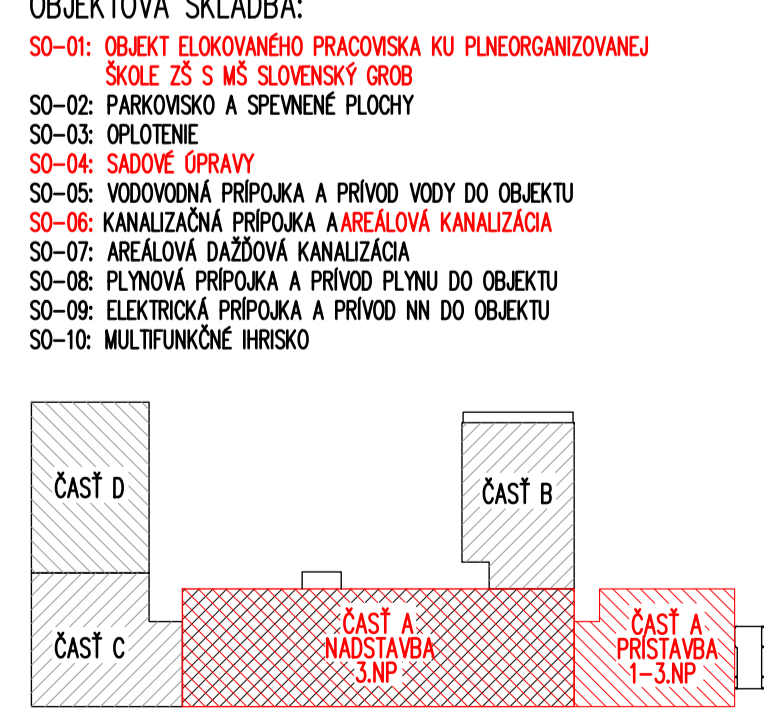 OBJEKTOVÁ SKLADBA:
SO-01: OBJEKT ELOKOVANÉHO PRACOVISKA KU PLNEORGANIZOVANEJ
ŠKOLE ZŠ S MŠ SLOVENSKÝ GROB
SO-02: PARKOVISKO A SPEVNENÉ PLOCHY
SO-03: OPLOTENIE
SO-04: SADOVÉ ÚPRAVY
SO-05: VODOVODNÁ PRÍPOJKA A PRÍVOD VODY DO OBJEKTU
SO-06: KANALIZAČNÁ PRÍPOJKA A AREÁLOVÁ KANALIZÁCIA
SO-07: AREÁLOVÁ DAŽĎOVÁ KANALIZÁCIA
SO-08: PLYNOVÁ PRÍPOJKA A PRÍVOD PLYNU DO OBJEKTU
SO-09: ELEKTRICKÁ PRÍPOJKA A PRÍVOD NN DO OBJEKTU
SO-10: MULTIFUNKČNÉ IHRISKO
ČASŤ D
ČASŤ B
ČASŤ C
ČASŤ A
NADSTAVBA
3.NP
ČASŤ A
PRÍSTAVBA
1-3.NP